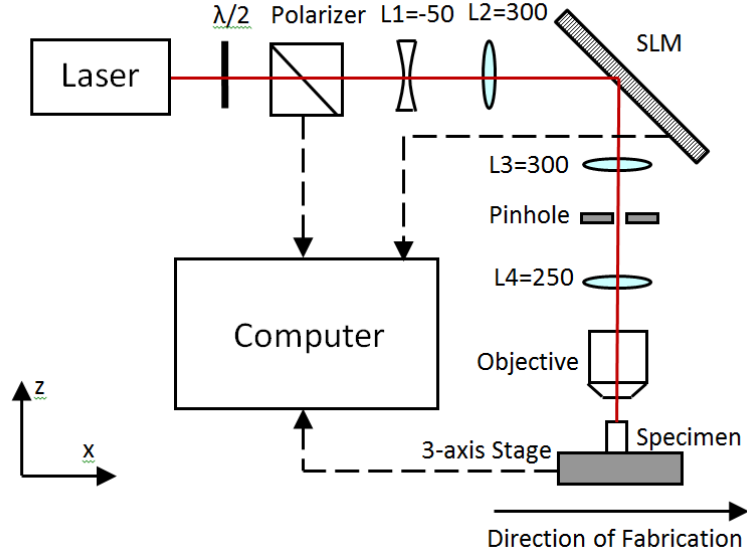 λ/2
Polarizer
L1=-50
L2=300
SLM
Laser
L3=300
Pinhole
L4=250
Computer
Objective
z
x
3-axis Stage
Specimen
Direction of Fabrication